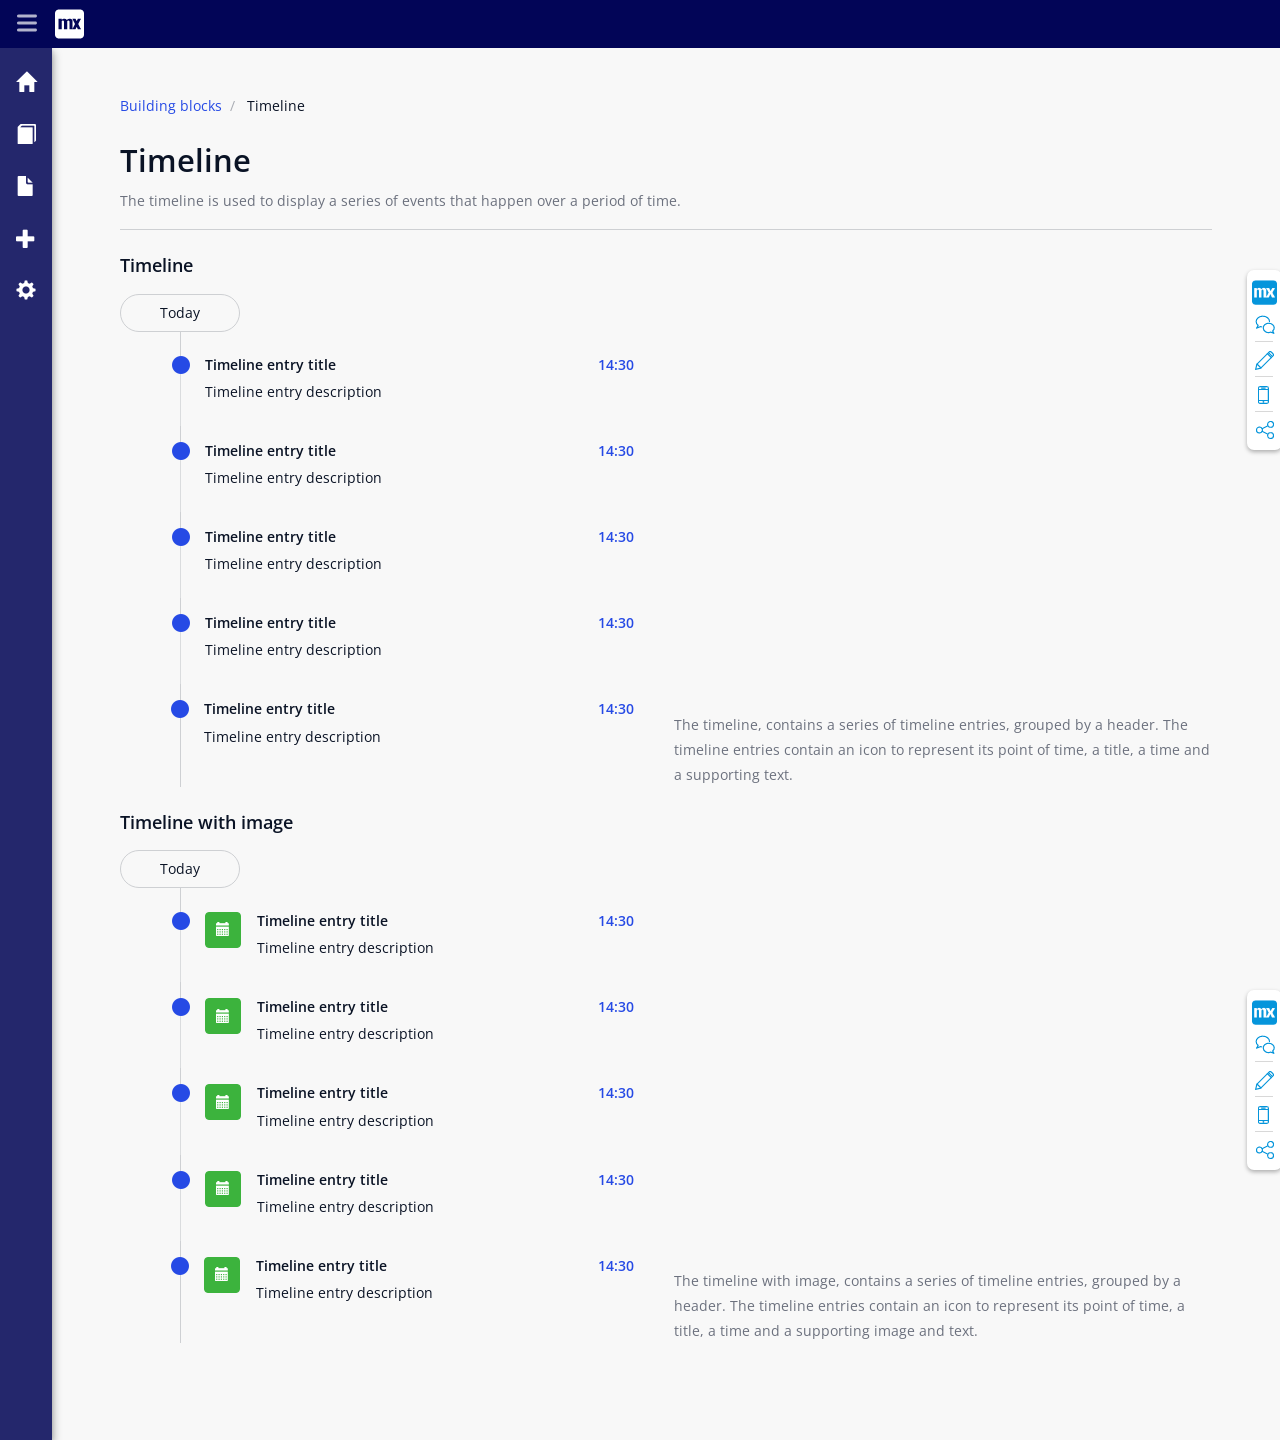 mx
Building blocks / Timeline
Timeline
The timeline is used to display a series of events that happen over a period of time.
Timeline
Today
mx
Timeline entry title 14:30
Timeline entry description
Timeline entry title 14:30
Timeline entry description
Timeline entry title 14:30
Timeline entry description
Timeline entry title 14:30
Timeline entry description
Timeline entry title 14:30
Timeline entry description
The timeline, contains a series of timeline entries, grouped by a header. The
timeline entries contain an icon to represent its point of time, a title, a time and
a supporting text.
Timeline with image
Today
Timeline entry title 14:30
Timeline entry description
Timeline entry title 14:30
mx
Timeline entry description
Timeline entry title 14:30
Timeline entry description
Timeline entry title 14:30
Timeline entry description
Timeline entry title 14:30
Timeline entry description
The timeline with image, contains a series of timeline entries, grouped by a
header. The timeline entries contain an icon to represent its point of time, a
title, a time and a supporting image and text.